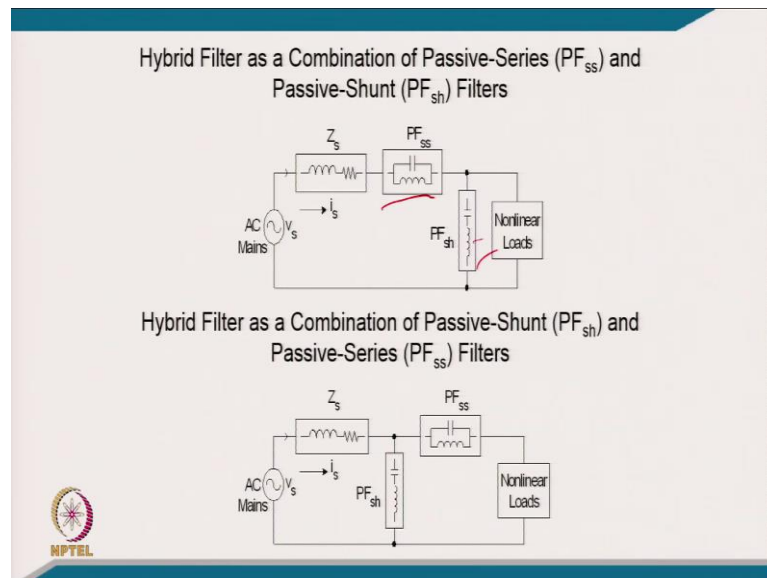 Hybrid Filter as a Combination of Passive-Series (PFss) and
Passive-Shunt (PFsh) Filters
Zs
PFss
is
AC
Mains
vs
PFsh
Nonlinear
Loads
Hybrid Filter as a Combination of Passive-Shunt (PFsh) and
Passive-Series (PFss) Filters
Zs
PFss
is
AC
Mains
vs
PFsh
Nonlinear
Loads
NPTEL